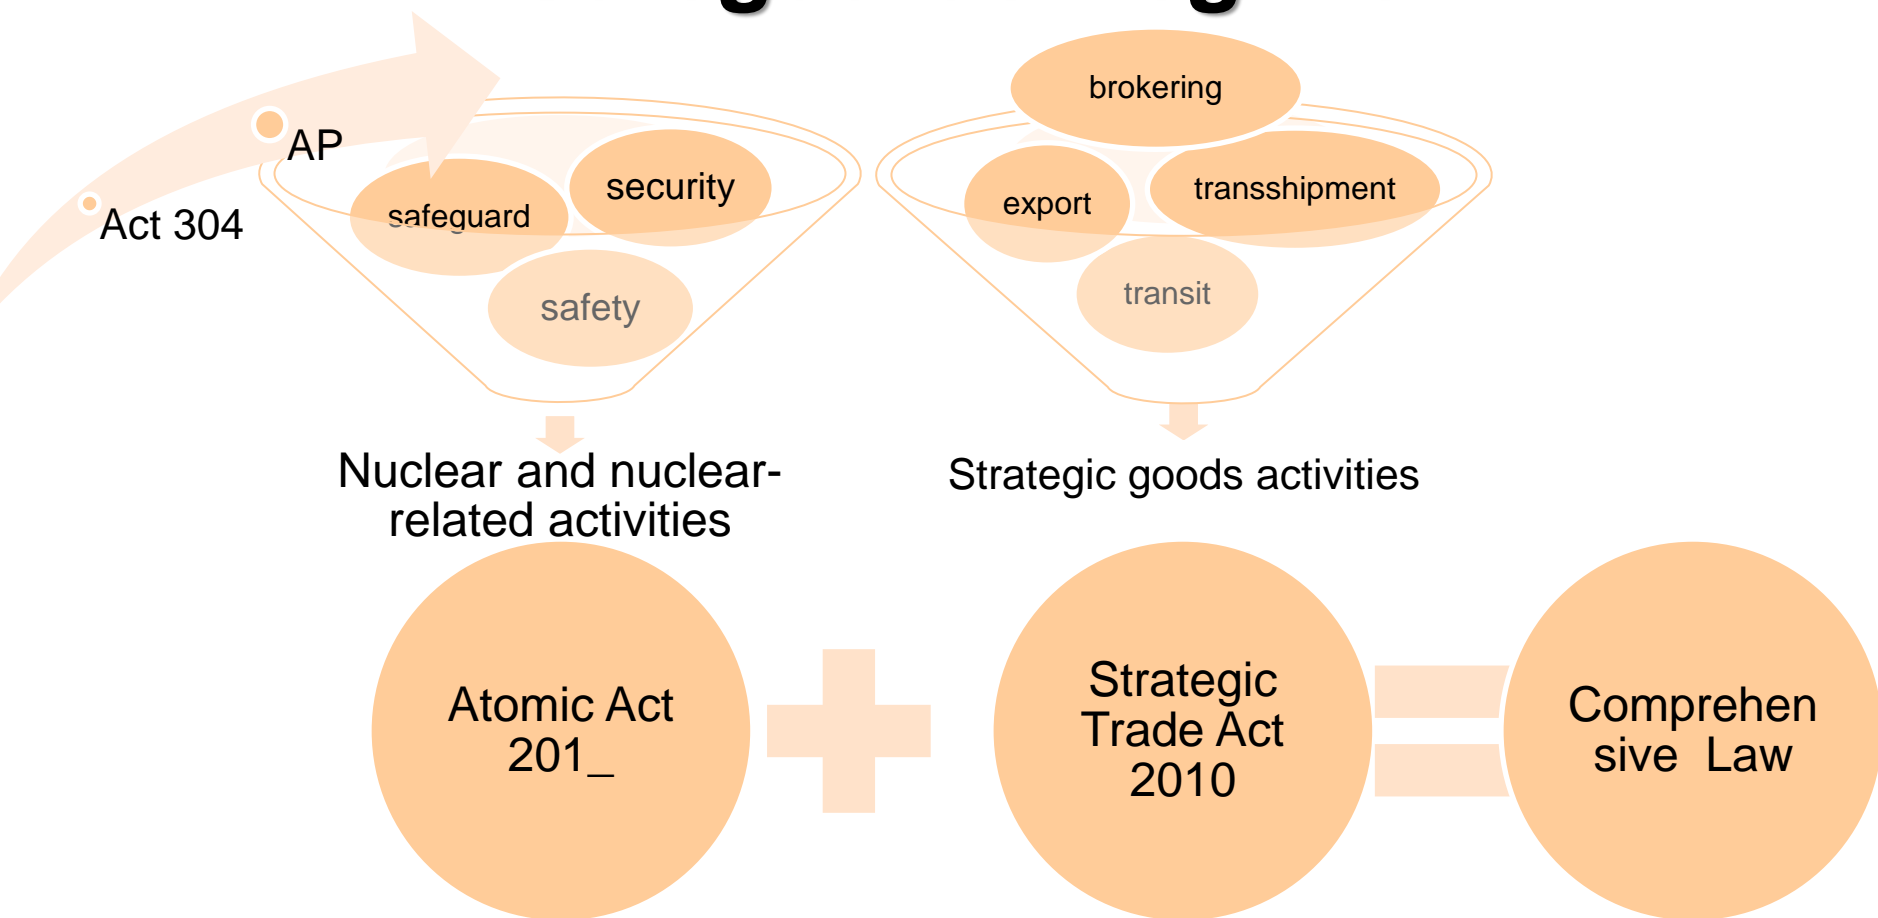 AP
Act 304
safeguard
security
safety
brokering
export
transshipment
transit
Nuclear and nuclear-
related activities
Strategic goods activities
Atomic Act
201_
Strategic
Trade Act
2010
Comprehen
sive Law